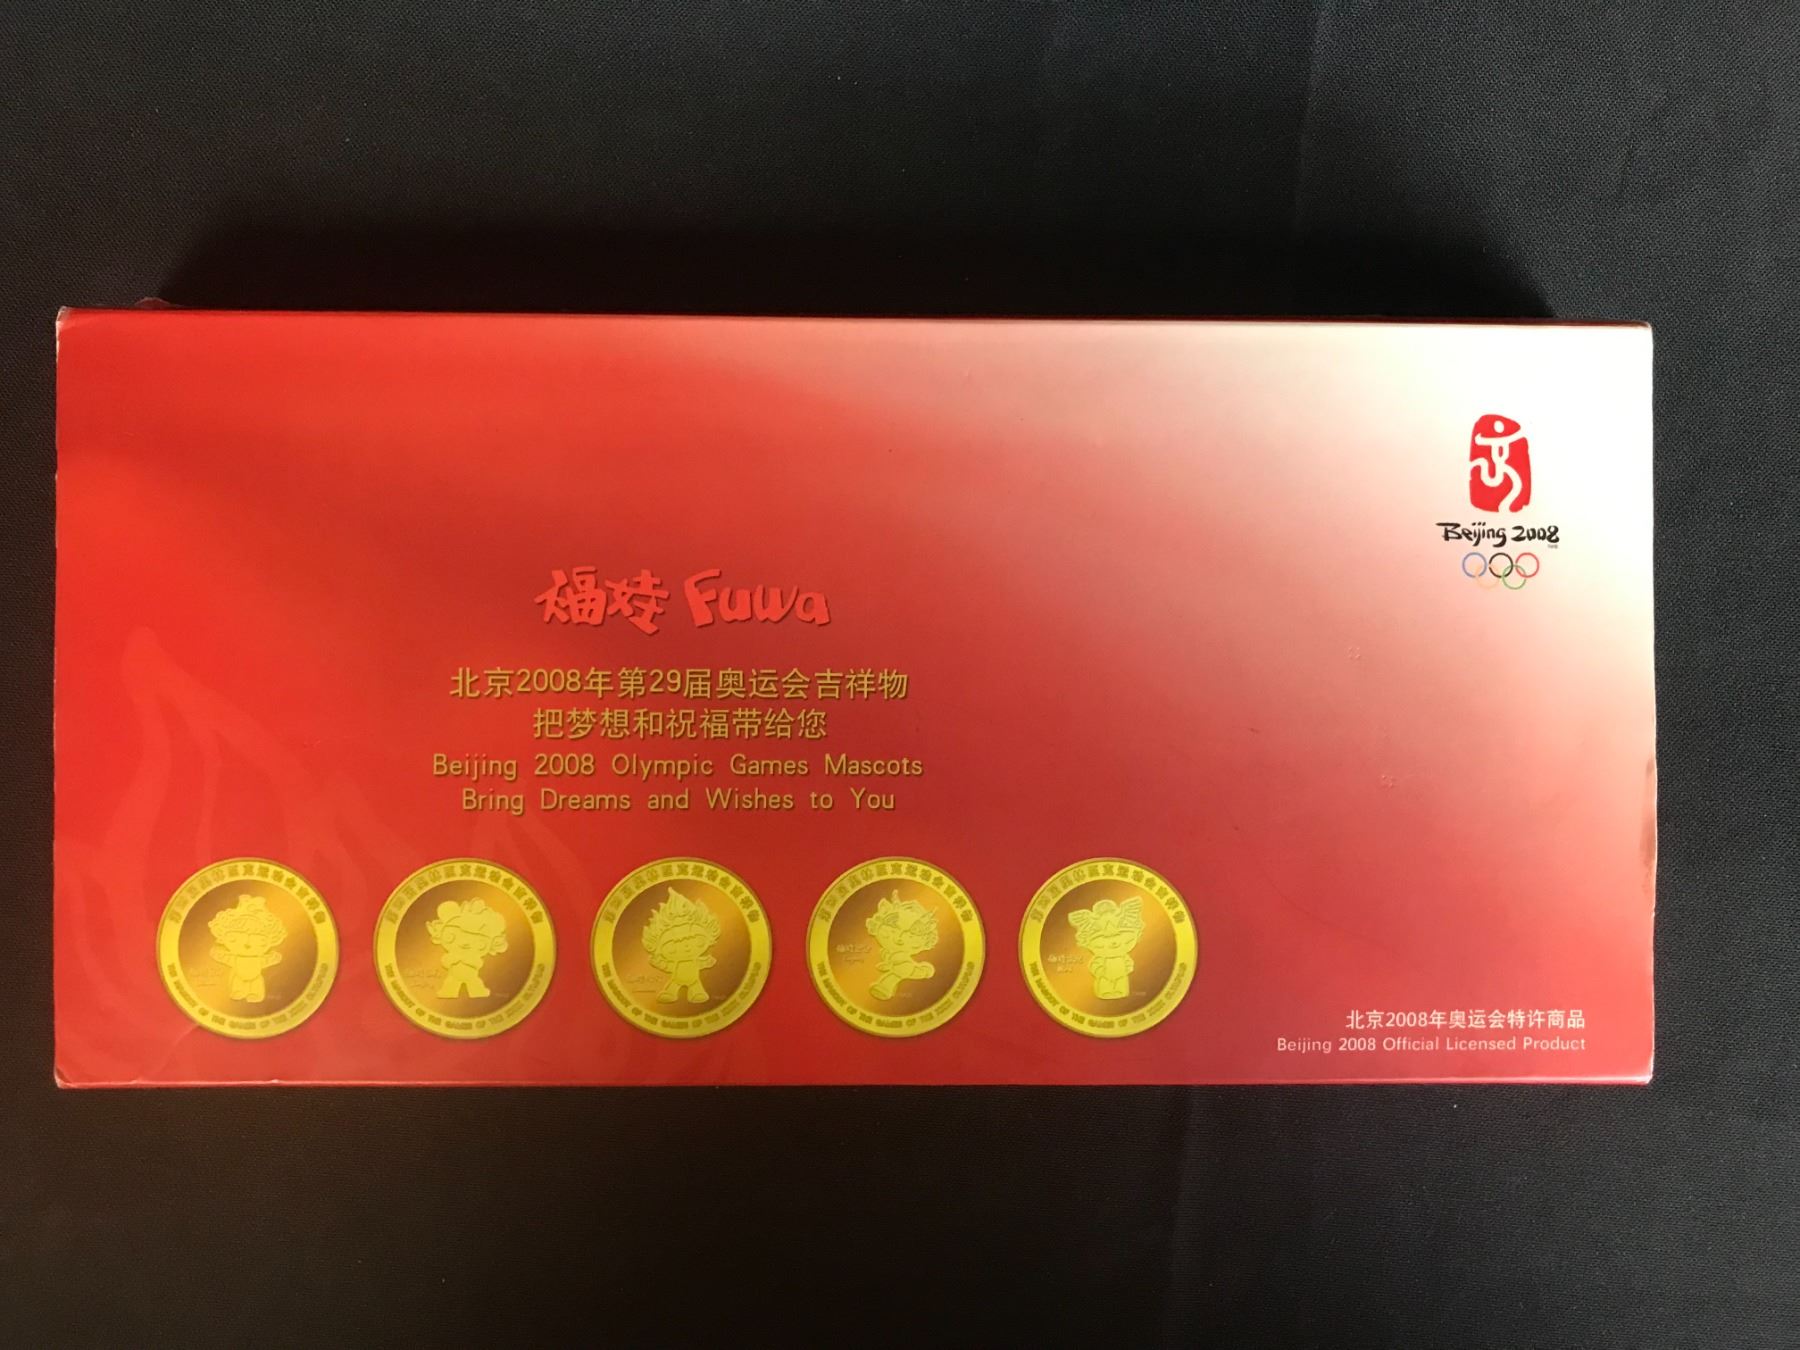 Beijing 2008
福娃 Fuwa
北京2008年第29届奥运会吉祥物
把梦想和祝福带给您
Beijing 2008 Olympic Games Mascots
Bring Dreams and Wishes to You
北京2008年奥运会特许商品
Beijing 2008 Official Licensed Product